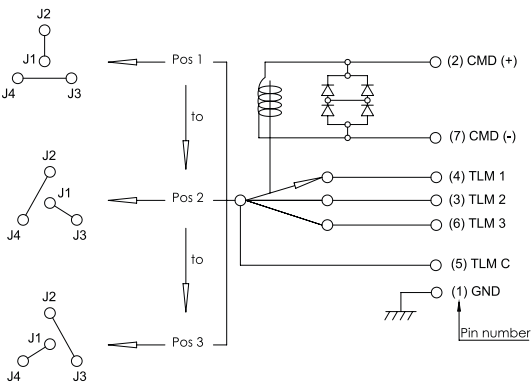 J2
J1
J4
J3
Pos 1
to
J2
J1
J4
J3
Pos 2
to
J2
J1
J4
J3
Pos 3
(2) CMD (+)
(7) CMD (-)
(4) TLM 1
(3) TLM 2
(6) TLM 3
(5) TLM C
(1) GND
Pin number